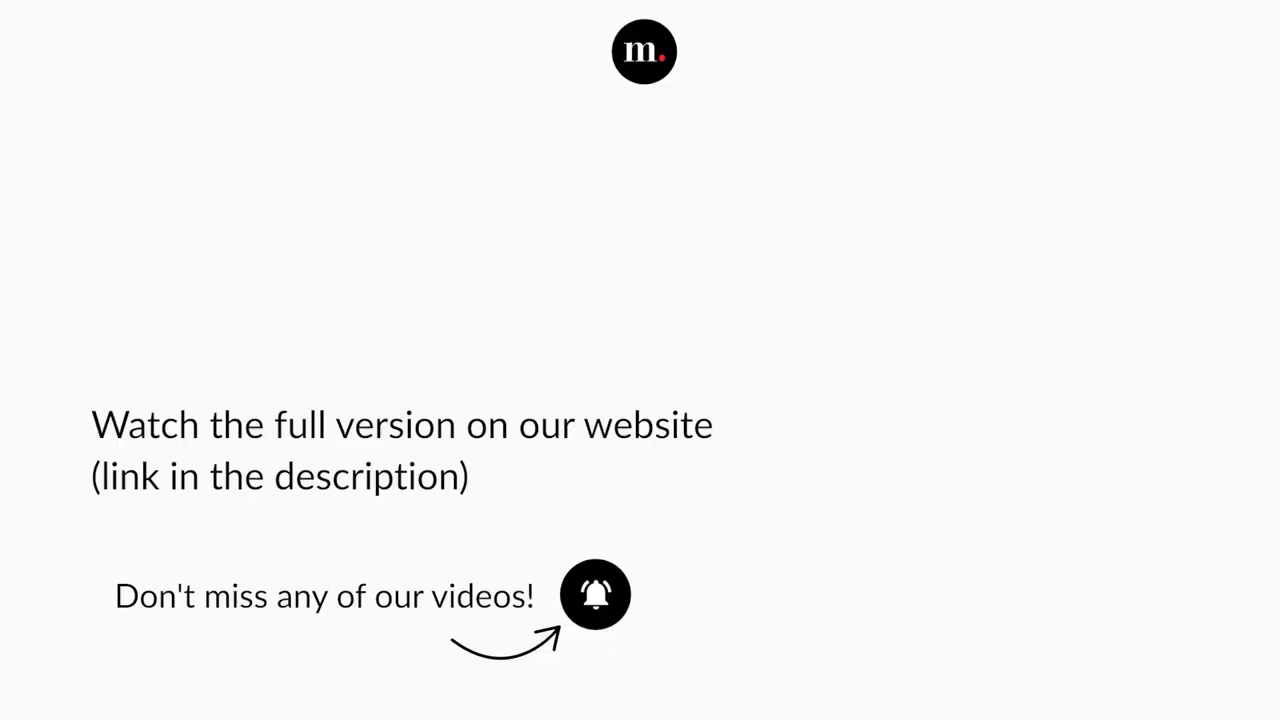 m.
Watch the full version on our website
(link in the description)
Don't miss any of our videos!